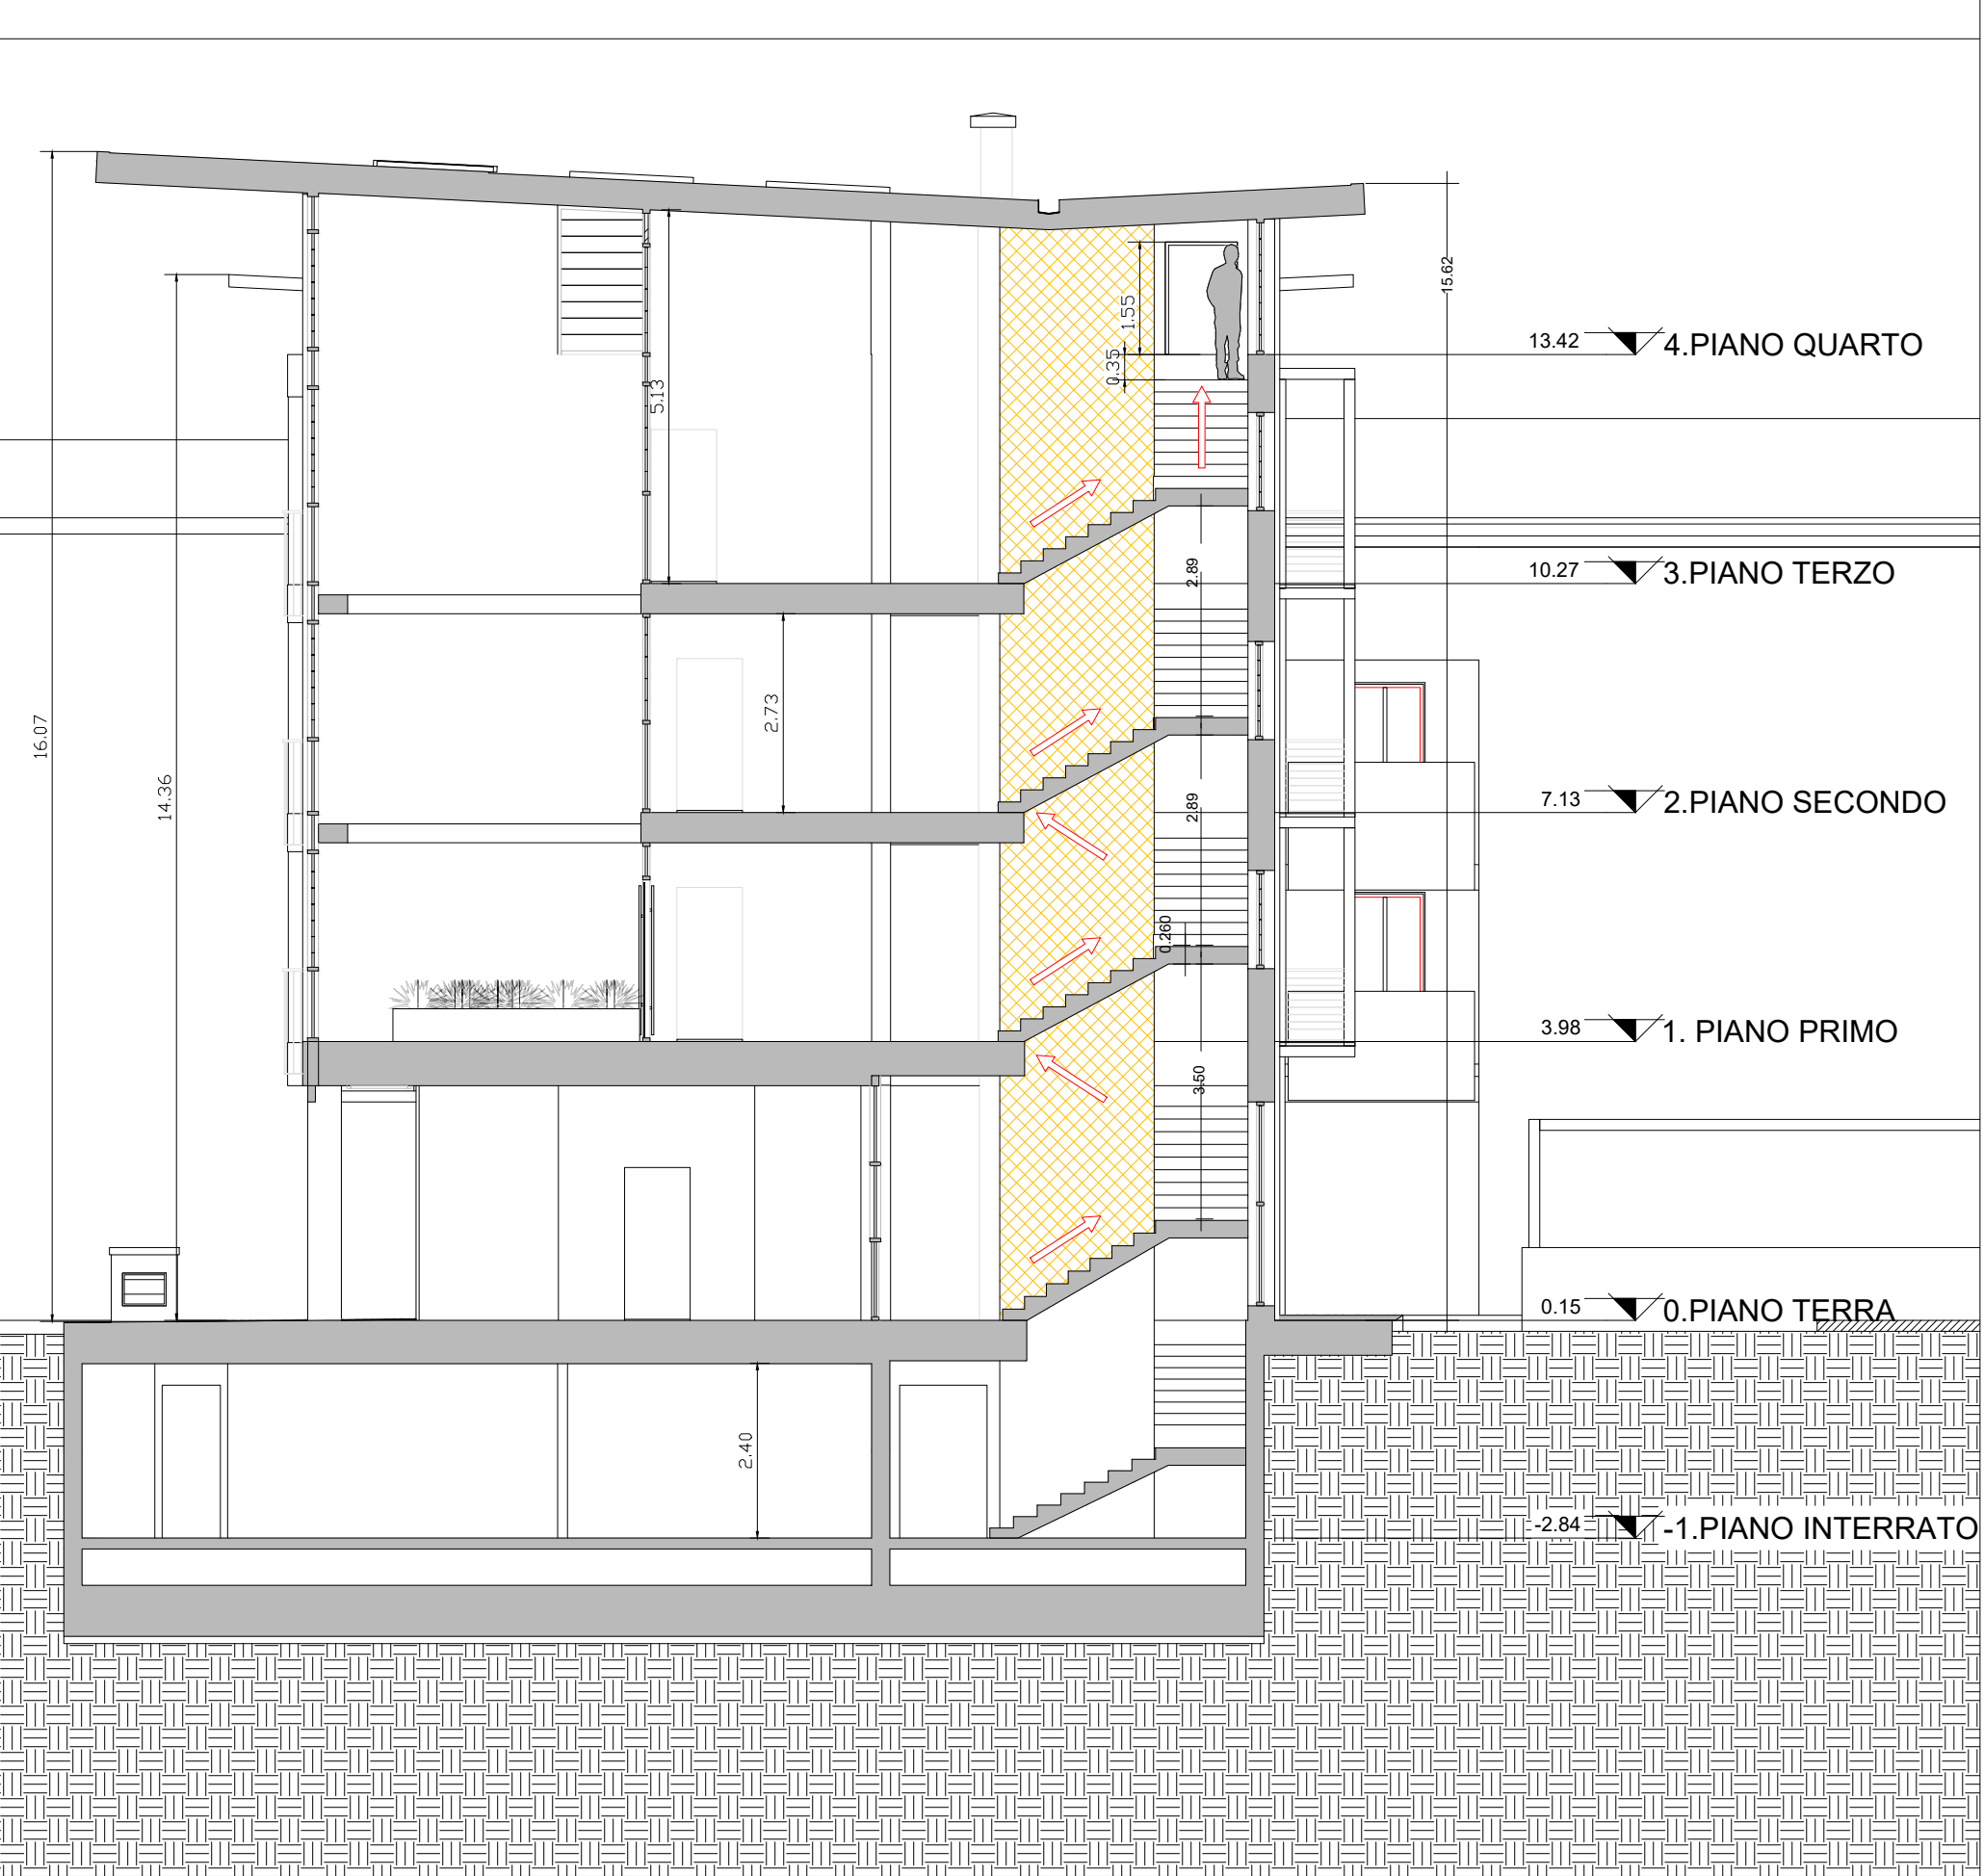 15.62
13.42 4.PIANO QUARTO
1.55
0.35
5.13
10.27 3.PIANO TERZO
2.89
2.73
16.07
14.36
7.13 2.PIANO SECONDO
2.89
0.260
3.98 1. PIANO PRIMO
3.50
0.15 0.PIANO TERRA
2.40
-2.84 -1.PIANO INTERRATO